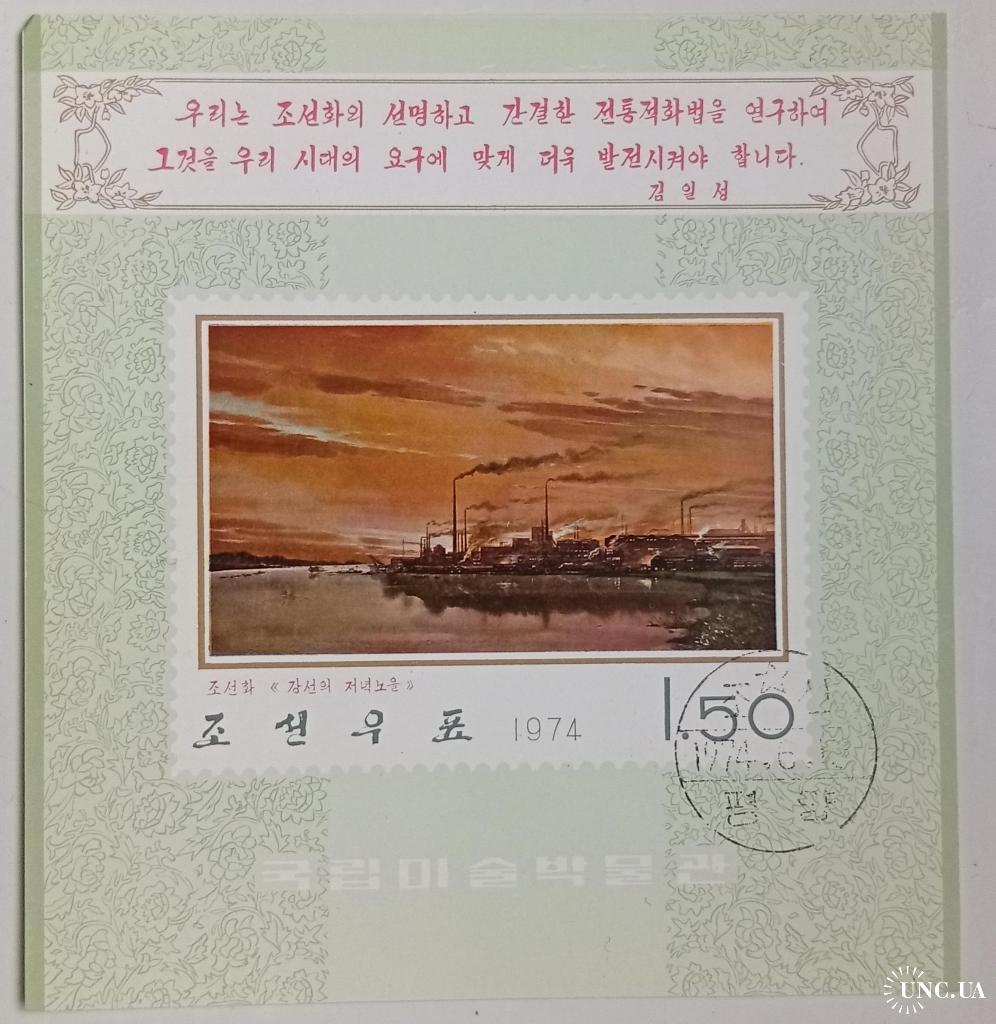 우리는 조선화의 선명하고 간결한 전통적화법을 연구하여
그것을 우리 시대의 요구에 맞게 더욱 발전시켜야 합니다.
김일성
조선화 《강선의 저녁노을》
조선우표 1974
1.50
1974.6.
평양
국립미술박물관
UNC.UA